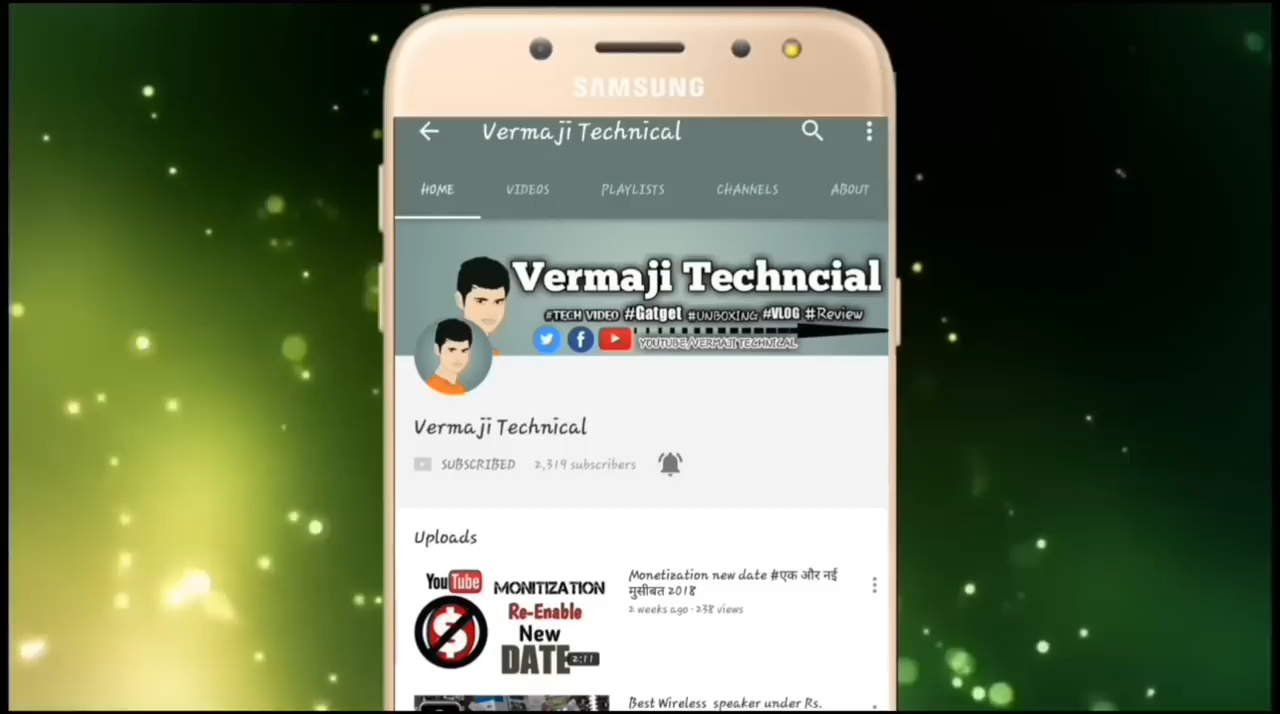 SAMSUNG
Vermaji Technical
HOME VIDEOS PLAYLISTS CHANNELS ABOUT
Vermaji Techncial
#TECH VIDEO #Gatget #UNBOXING #VLOG #Review
YOUTUBE/VERMAJI TECHNICAL
Vermaji Technical
SUBSCRIBED 2,319 subscribers
Uploads
YouTube MONITIZATION
Re-Enable
New
DATE
2:11
Monetization new date #एक और नई
मुसीबत 2018
2 weeks ago · 238 views
Best Wireless speaker under Rs.